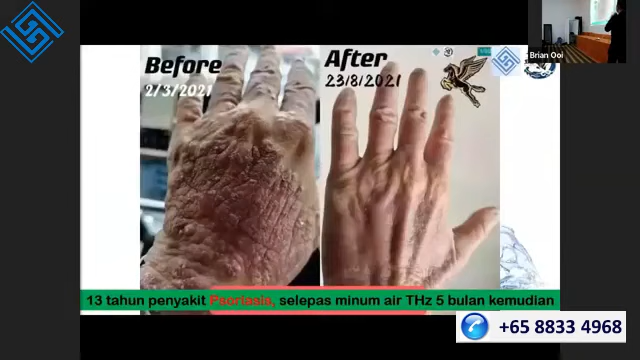 Before
2/3/2021
After
23/8/2021
Brian Ooi
13 tahun penyakit Psoriasis, selepas minum air THz 5 bulan kemudian
+65 8833 4968